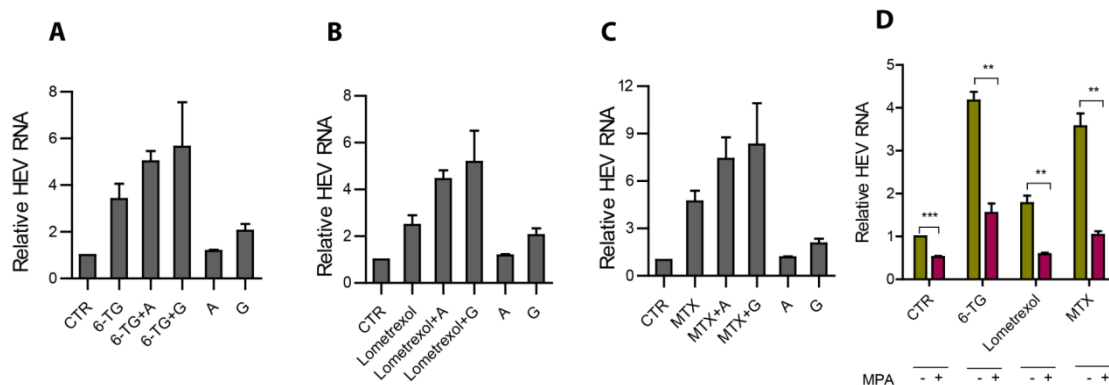 A
Relative HEV RNA
8
6
4
2
0
CTR
6-TG
6-TG+A
6-TG+G
A
G
B
Relative HEV RNA
8
6
4
2
0
CTR
Lometrexol
Lometrexol+A
Lometrexol+G
A
G
C
Relative HEV RNA
12
9
6
3
0
CTR
MTX
MTX+A
MTX+G
A
G
D
Relative HEV RNA
5
4
3
2
1
0
***
**
**
**
CTR
6-TG
Lometrexol
MTX
MPA - + - + - + - +